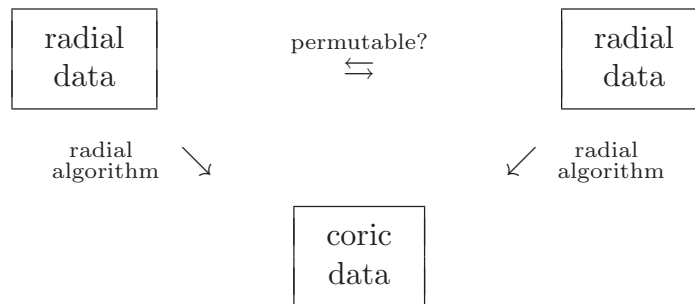 radial
data
permutable?
radial
data
radial
algorithm
radial
algorithm
coric
data